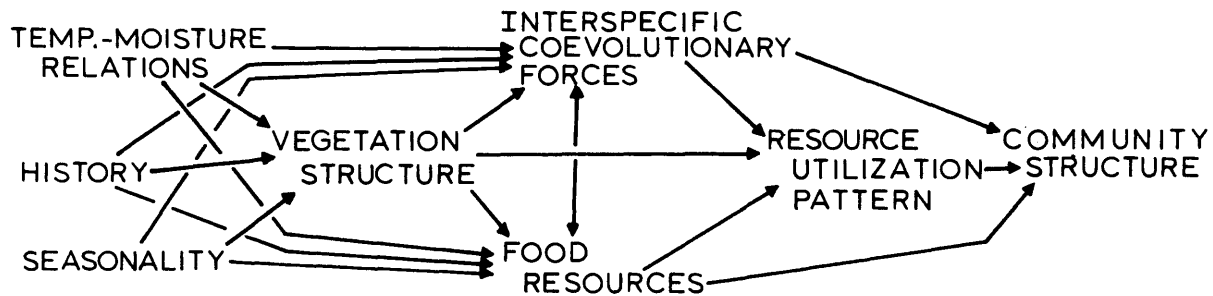 TEMP.-MOISTURE
RELATIONS
HISTORY
SEASONALITY
VEGETATION
STRUCTURE
INTERSPECIFIC
COEVOLUTIONARY
FORCES
FOOD
RESOURCES
RESOURCE
UTILIZATION
PATTERN
COMMUNITY
STRUCTURE